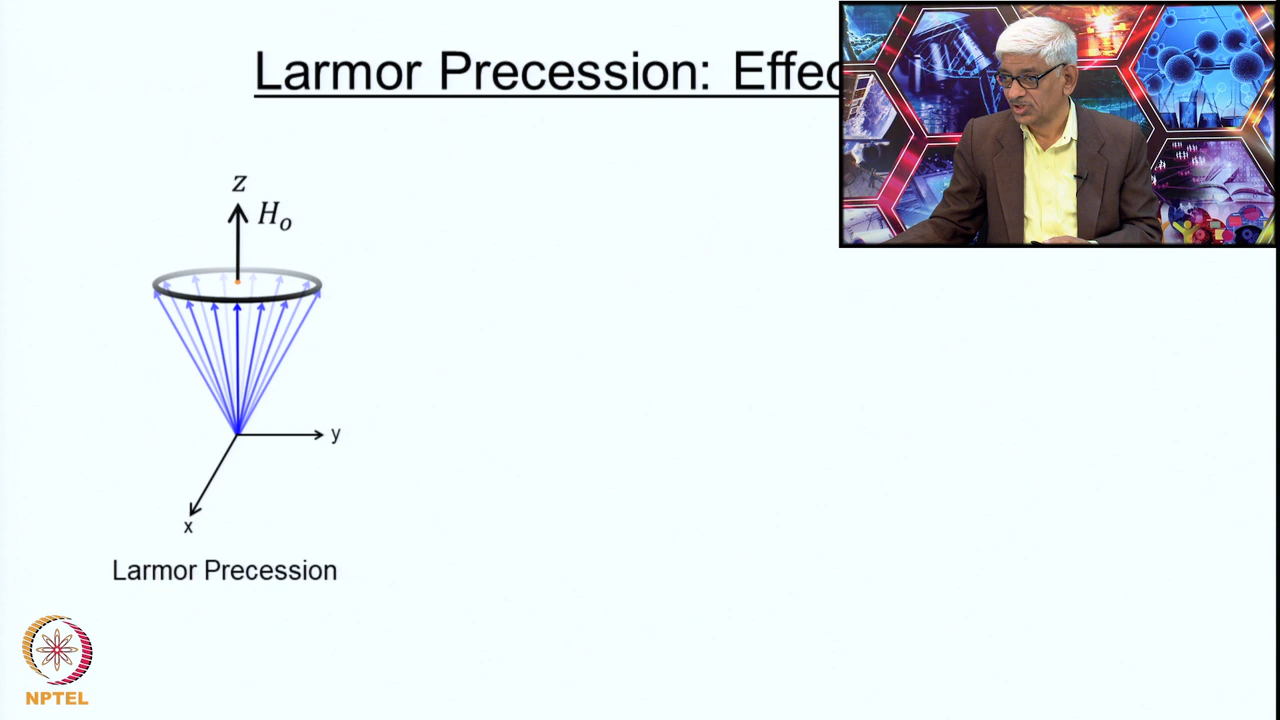 Larmor Precession: Effec
z
H₀
y
x
Larmor Precession
NPTEL